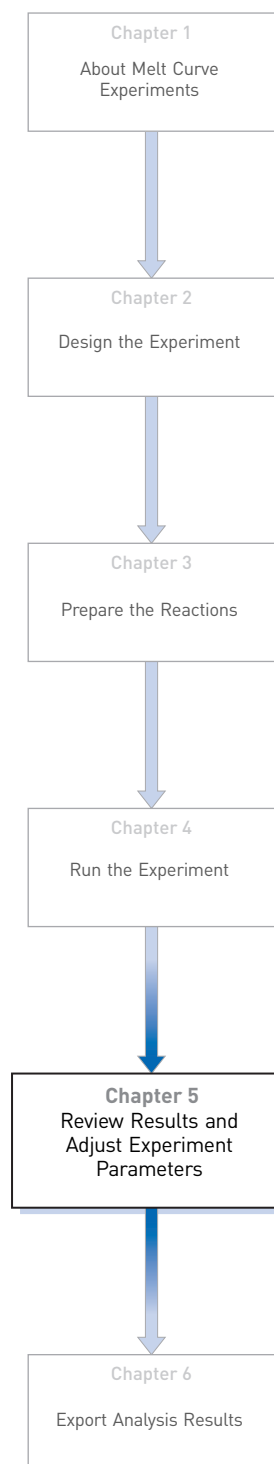 Chapter 1
About Melt Curve
Experiments
Chapter 2
Design the Experiment
Chapter 3
Prepare the Reactions
Chapter 4
Run the Experiment
Chapter 5
Review Results and
Adjust Experiment
Parameters
Chapter 6
Export Analysis Results